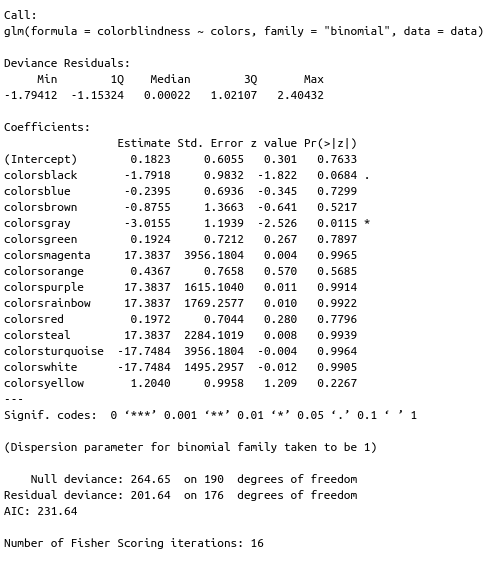 Call:
glm(formula = colorblindness ~ colors, family = "binomial", data = data)
Deviance Residuals:
Min 1Q Median 3Q Max
-1.79412 -1.15324 0.00022 1.02107 2.40432
Coefficients:
Estimate Std. Error z value Pr(>|z|)
(Intercept) 0.1823 0.6055 0.301 0.7633
colorsblack -1.7918 0.9832 -1.822 0.0684 .
colorsblue -0.2395 0.6936 -0.345 0.7299
colorsbrown -0.8755 1.3663 -0.641 0.5217
colorsgray -3.0155 1.1939 -2.526 0.0115 *
colorsgreen 0.1924 0.7212 0.267 0.7897
colorsmagenta 17.3837 3956.1804 0.004 0.9965
colorsorange 0.4367 0.7658 0.570 0.5685
colorspurple 17.3837 1615.1040 0.011 0.9914
colorsrainbow 17.3837 1769.2577 0.010 0.9922
colorsred 0.1972 0.7044 0.280 0.7796
colorsteal 17.3837 2284.1019 0.008 0.9939
colorsturquoise -17.7484 3956.1804 -0.004 0.9964
colorswhite -17.7484 1495.2957 -0.012 0.9905
colorsyellow 1.2040 0.9958 1.209 0.2267
---
Signif. codes: 0 ‘***’ 0.001 ‘**’ 0.01 ‘*’ 0.05 ‘.’ 0.1 ‘ ’ 1
(Dispersion parameter for binomial family taken to be 1)
Null deviance: 264.65 on 190 degrees of freedom
Residual deviance: 201.64 on 176 degrees of freedom
AIC: 231.64
Number of Fisher Scoring iterations: 16